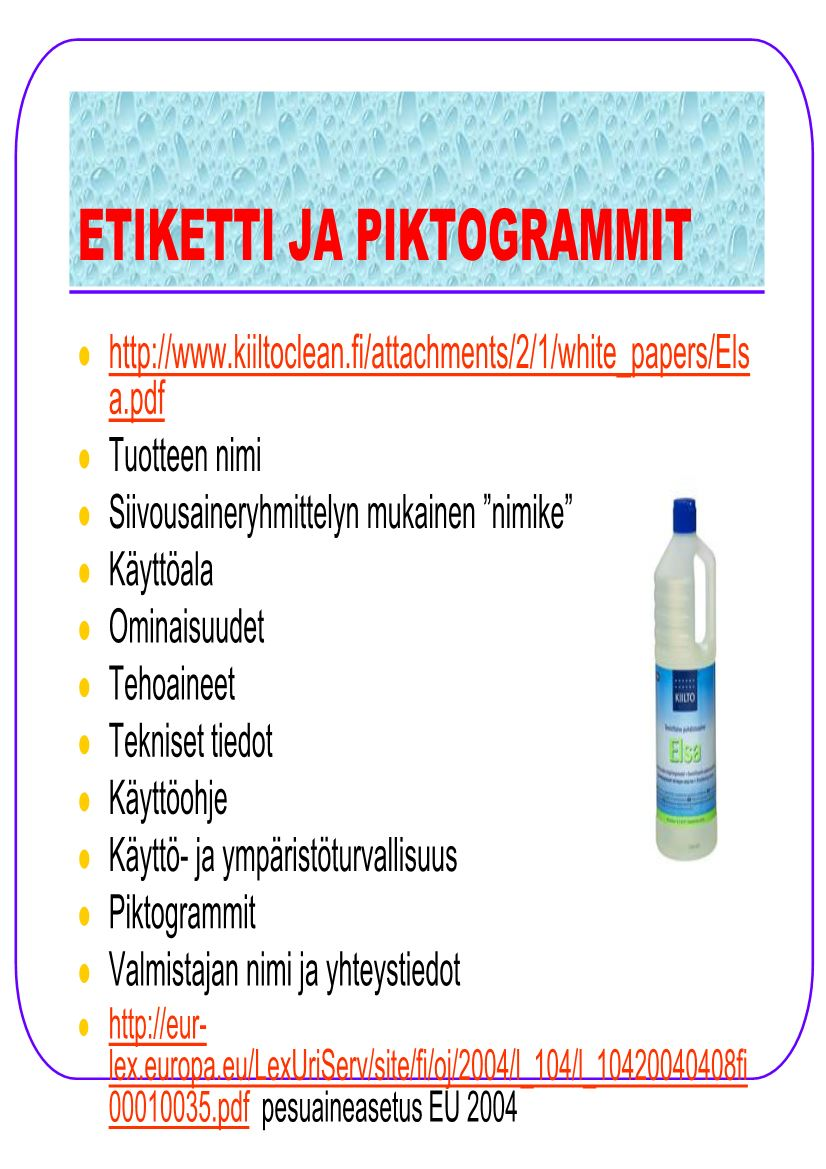 ETIKETTI JA PIKTOGRAMMIT
http://www.kiiltoclean.fi/attachments/2/1/white_papers/Els
a.pdf
Tuotteen nimi
Siivousaineryhmittelyn mukainen ”nimike”
Käyttöala
Ominaisuudet
Tehoaineet
Tekniset tiedot
Käyttöohje
Käyttö- ja ympäristöturvallisuus
Piktogrammit
Valmistajan nimi ja yhteystiedot
http://eur-
lex.europa.eu/LexUriServ/site/fi/oj/2004/l_104/l_10420040408fi
00010035.pdf pesuaineasetus EU 2004
KIILTO
Elsa